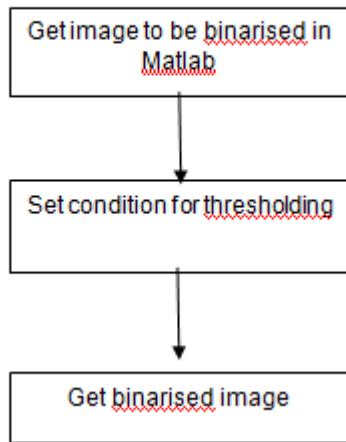 Get image to be binarised in
Matlab
Set condition for thresholding
Get binarised image